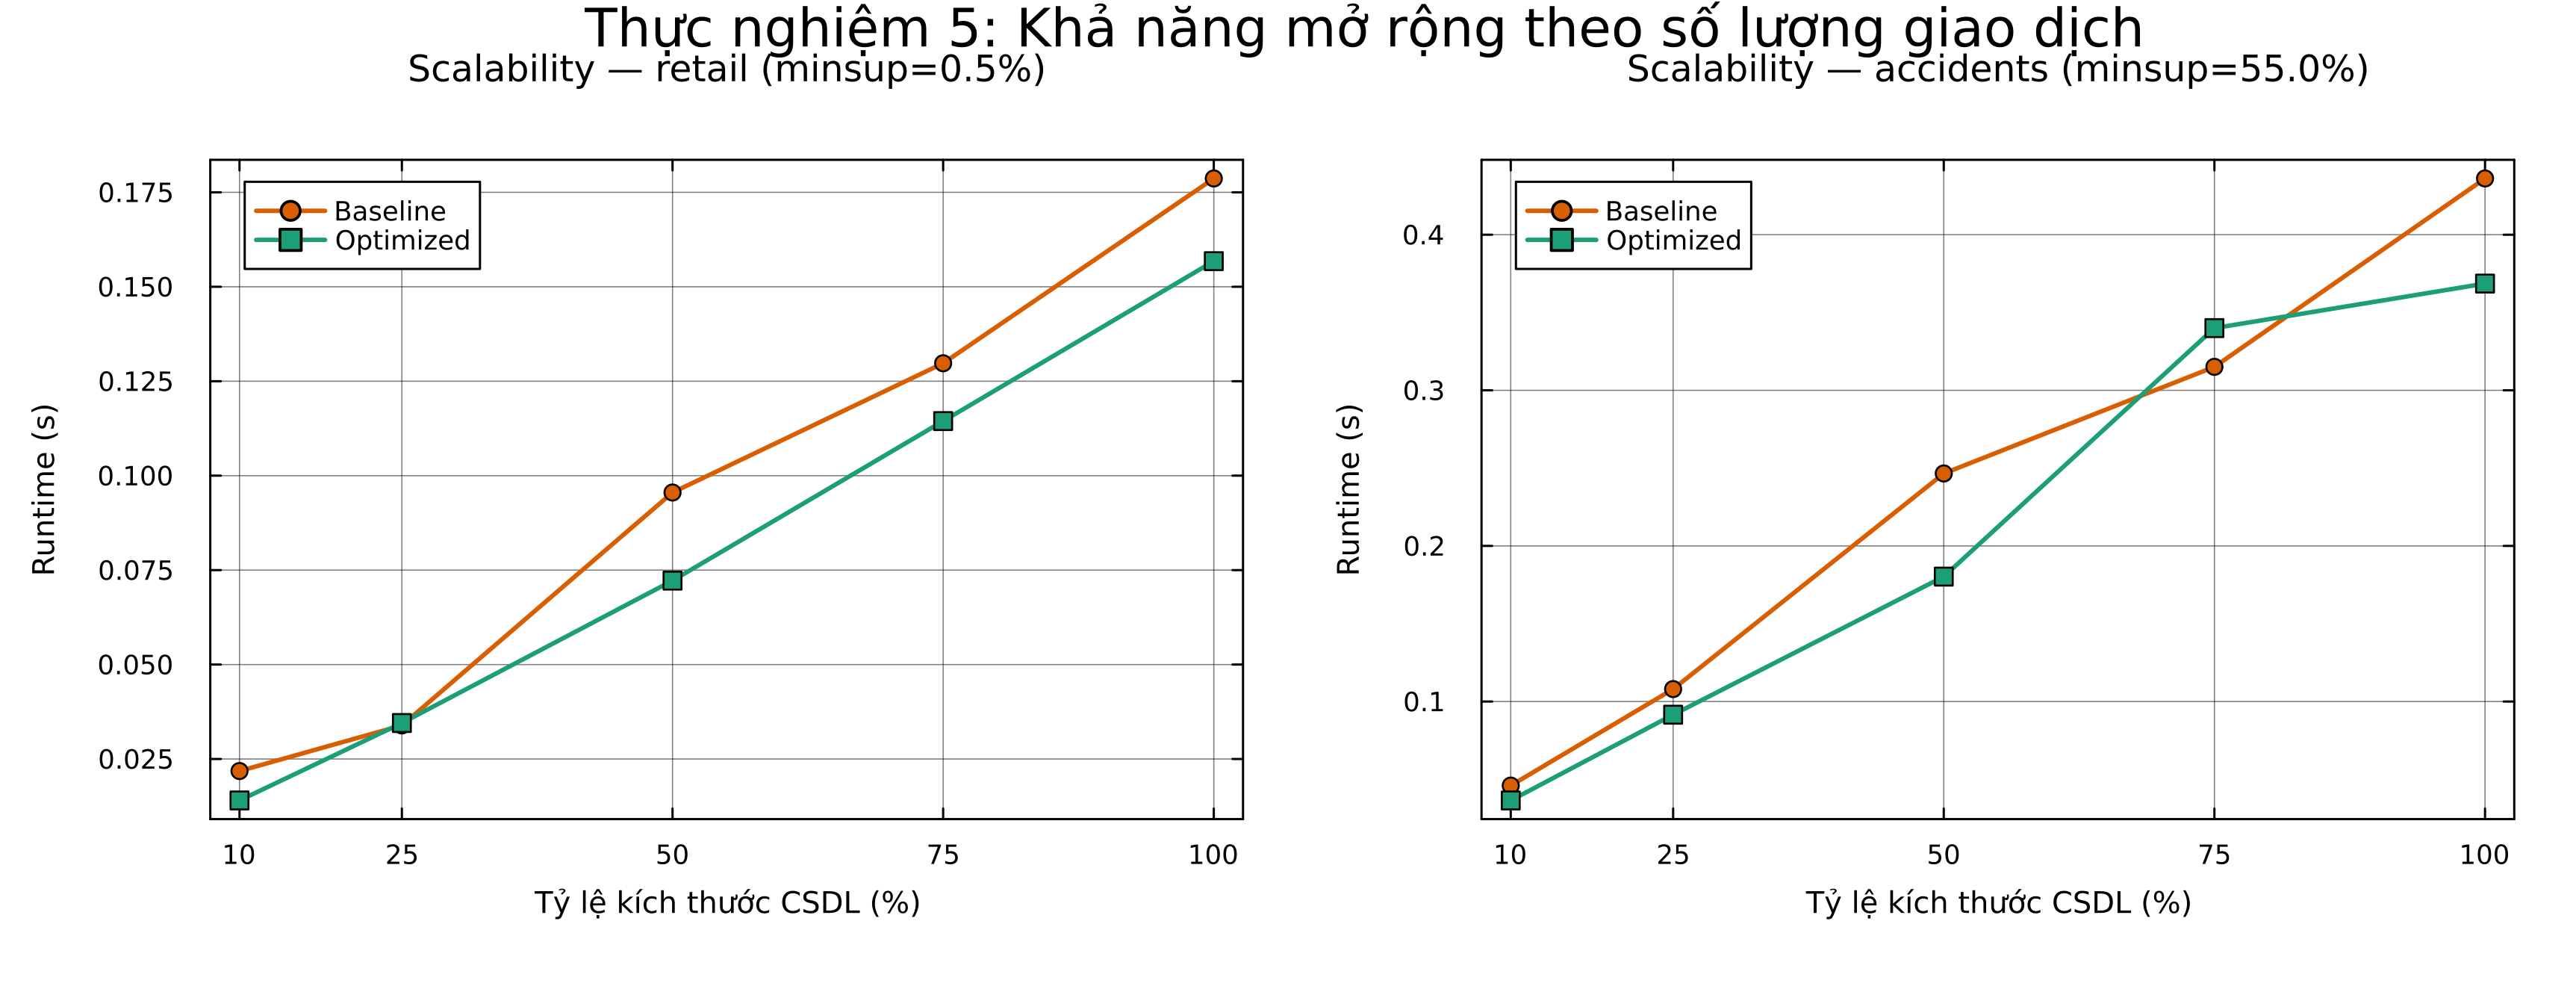 Thực nghiệm 5: Khả năng mở rộng theo số lượng giao dịch
Scalability — retail (minsup=0.5%)
0.175
0.150
0.125
0.100
0.075
0.050
0.025
Runtime (s)
Baseline
Optimized
10 25 50 75 100
Tỷ lệ kích thước CSDL (%)
Scalability — accidents (minsup=55.0%)
0.4
0.3
0.2
0.1
Runtime (s)
Baseline
Optimized
10 25 50 75 100
Tỷ lệ kích thước CSDL (%)